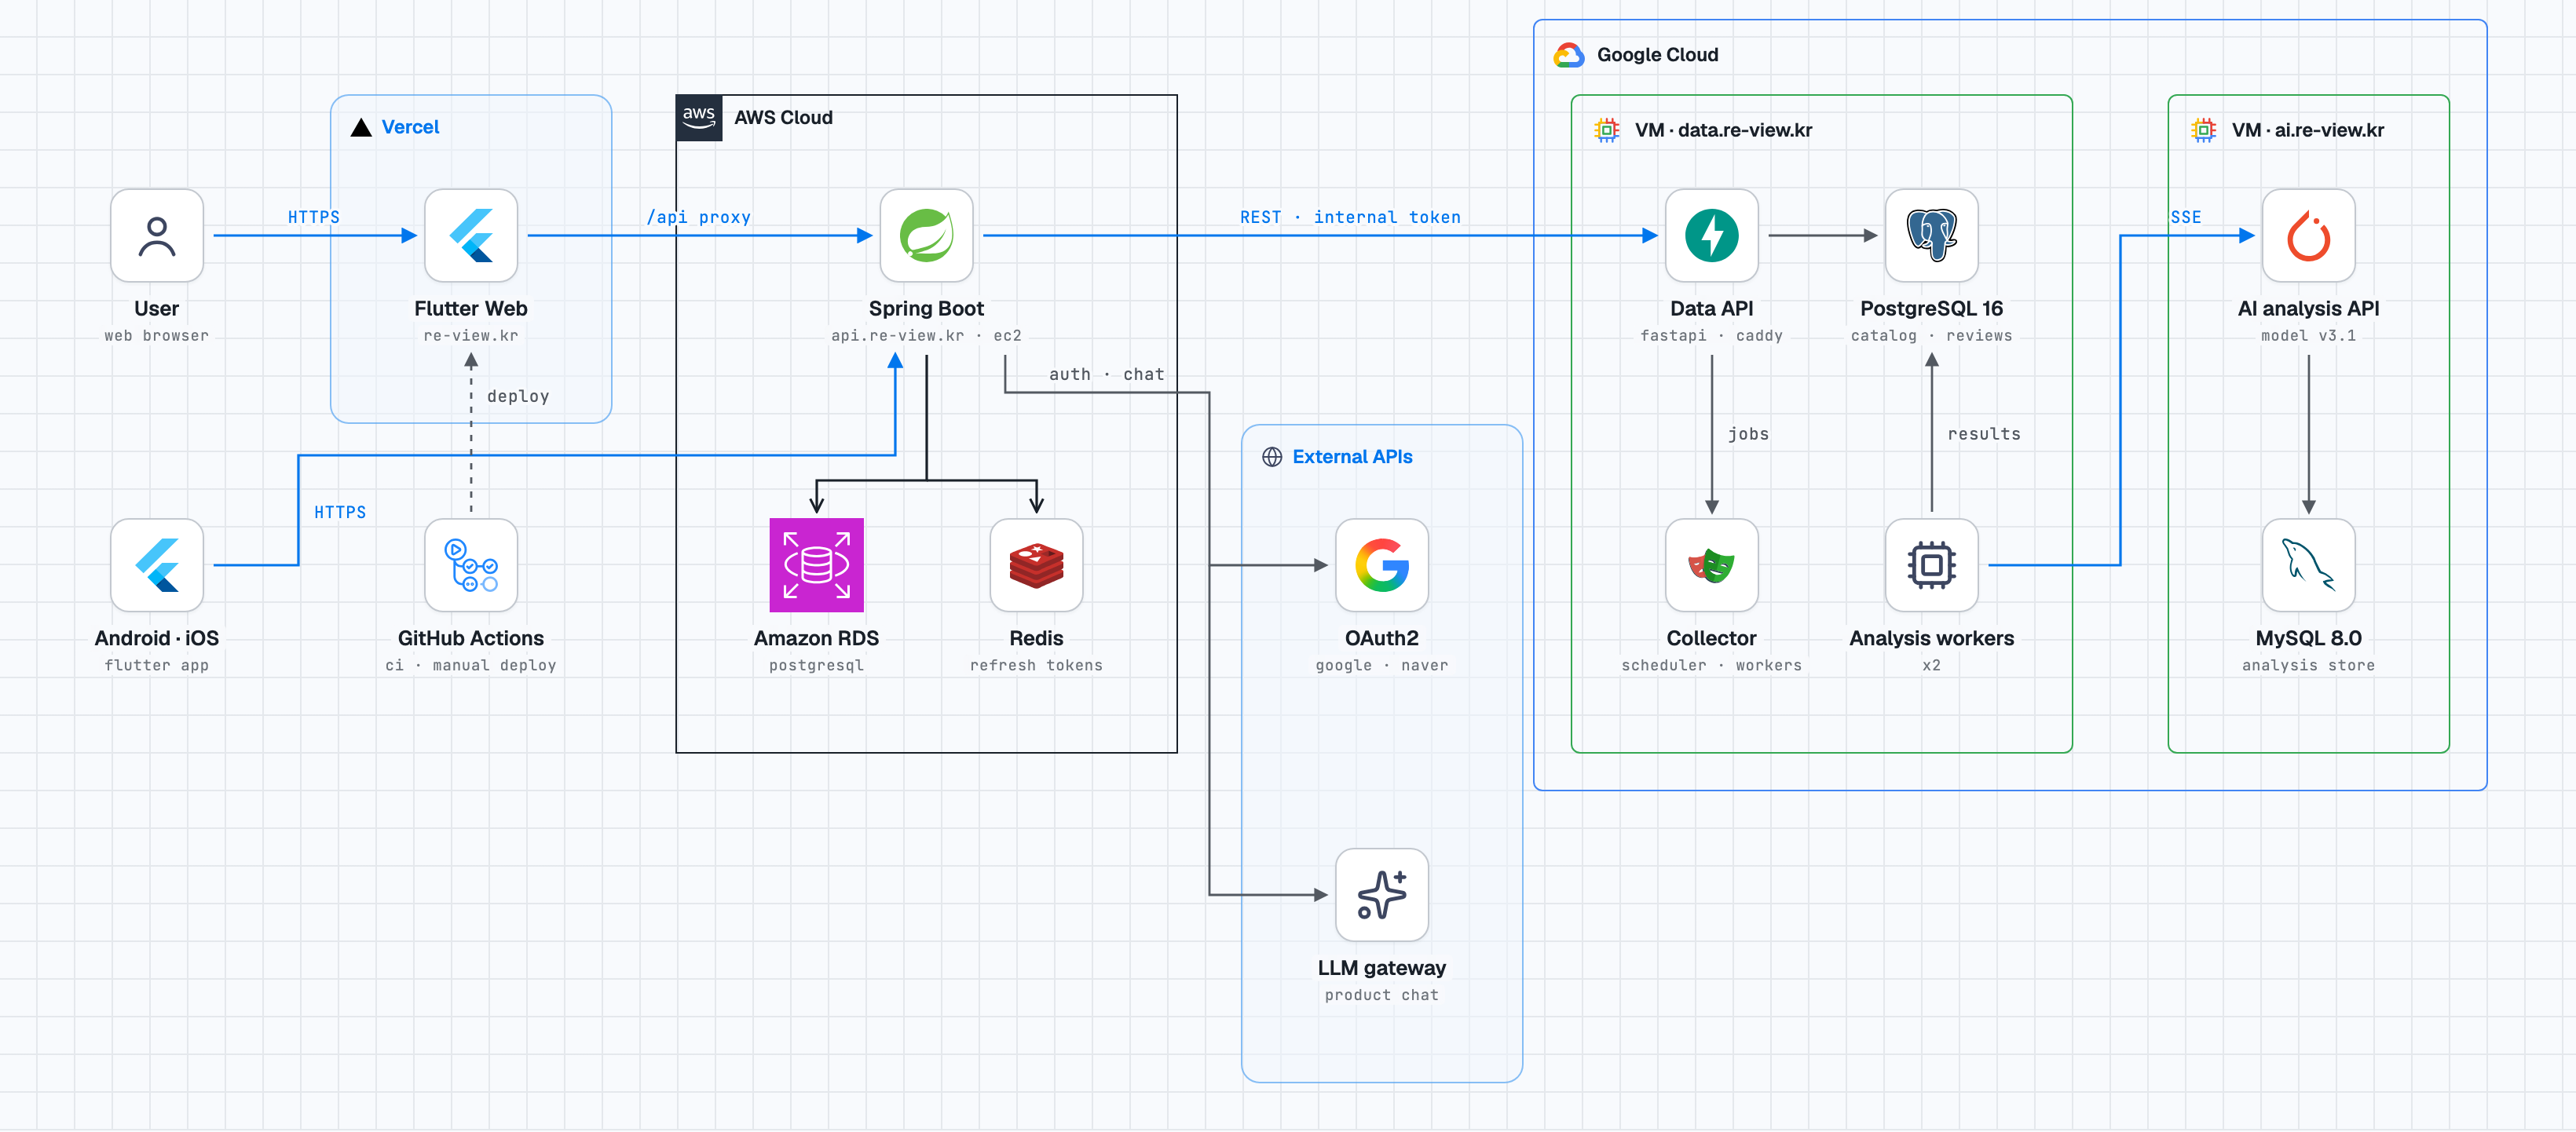 Google Cloud
Vercel
aws
AWS Cloud
VM · data.re-view.kr
VM · ai.re-view.kr
HTTPS
/api proxy
REST · internal token
SSE
User
web browser
Flutter Web
re-view.kr
Spring Boot
api.re-view.kr · ec2
Data API
fastapi · caddy
PostgreSQL 16
catalog · reviews
AI analysis API
model v3.1
deploy
auth · chat
jobs
results
External APIs
HTTPS
Android · iOS
flutter app
GitHub Actions
ci · manual deploy
Amazon RDS
postgresql
Redis
refresh tokens
OAuth2
google · naver
Collector
scheduler · workers
Analysis workers
x2
MySQL 8.0
analysis store
LLM gateway
product chat